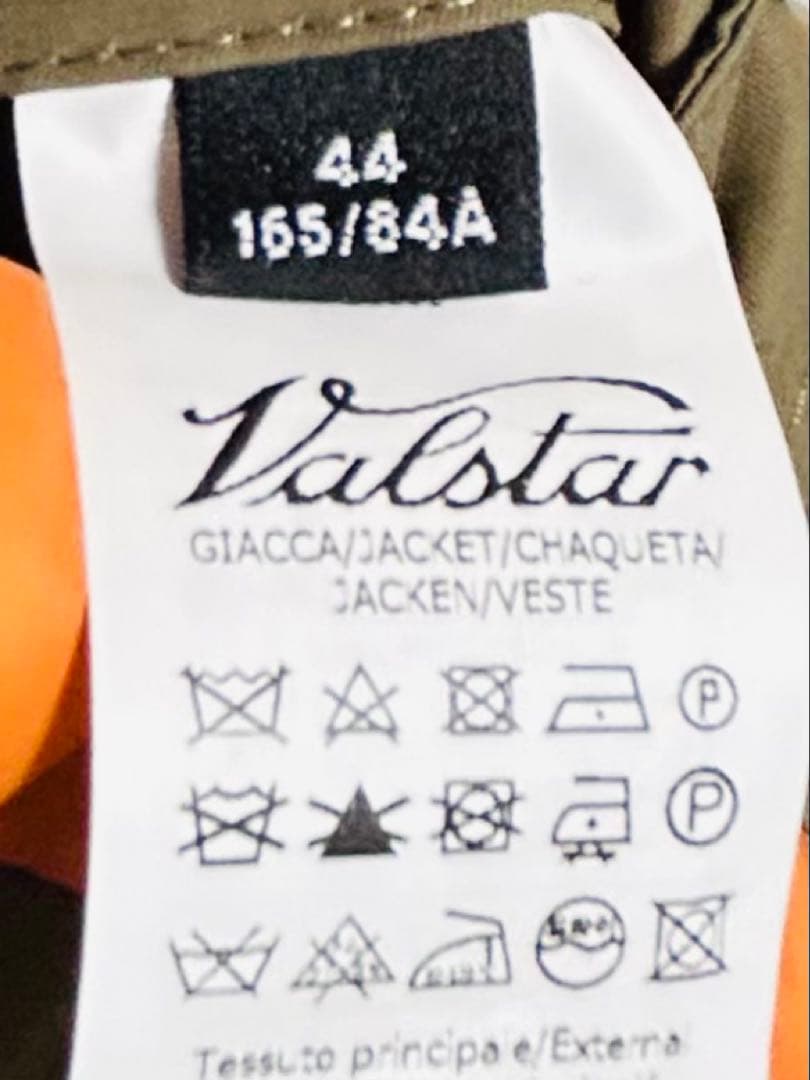 44
165/84A
Valstar
GIACCA/JACKET/CHAQUETA/
JACKEN/VESTE
P
P
Tessuto principale/External